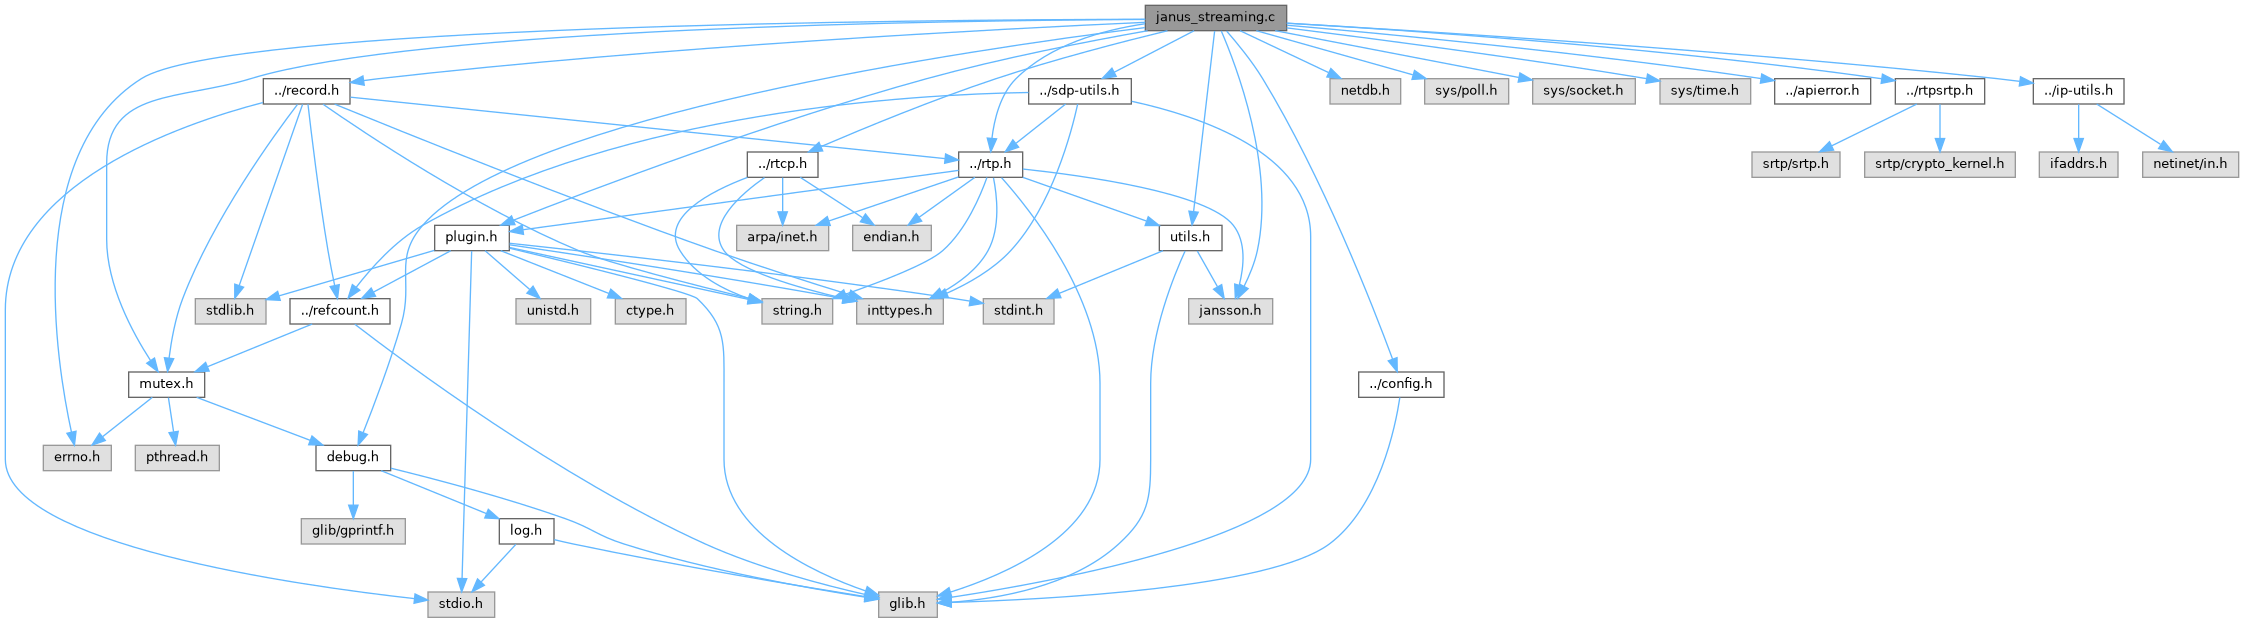 janus_streaming.c
../record.h
../sdp-utils.h
netdb.h
sys/poll.h
sys/socket.h
sys/time.h
../apierror.h
../rtpsrtp.h
../ip-utils.h
../rtcp.h
../rtp.h
srtp/srtp.h
srtp/crypto_kernel.h
ifaddrs.h
netinet/in.h
plugin.h
arpa/inet.h
endian.h
utils.h
stdlib.h
../refcount.h
unistd.h
ctype.h
string.h
inttypes.h
stdint.h
jansson.h
mutex.h
../config.h
errno.h
pthread.h
debug.h
glib/gprintf.h
log.h
stdio.h
glib.h